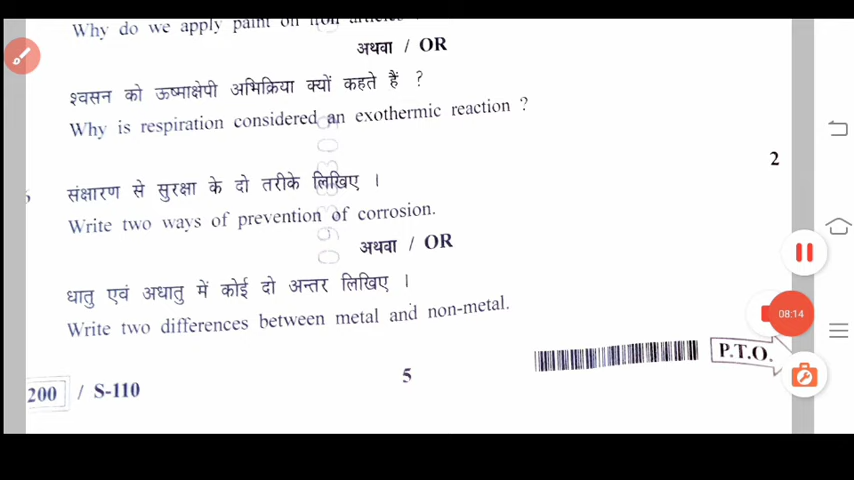 Why do we apply paint on iron articles
अथवा / OR
श्वसन को ऊष्माक्षेपी अभिक्रिया क्यों कहते हैं ?
Why is respiration considered an exothermic reaction ?
2
संक्षारण से सुरक्षा के दो तरीके लिखिए ।
Write two ways of prevention of corrosion.
अथवा / OR
धातु एवं अधातु में कोई दो अन्तर लिखिए ।
Write two differences between metal and non-metal.
P.T.O.
200 / S-110
5
08:14